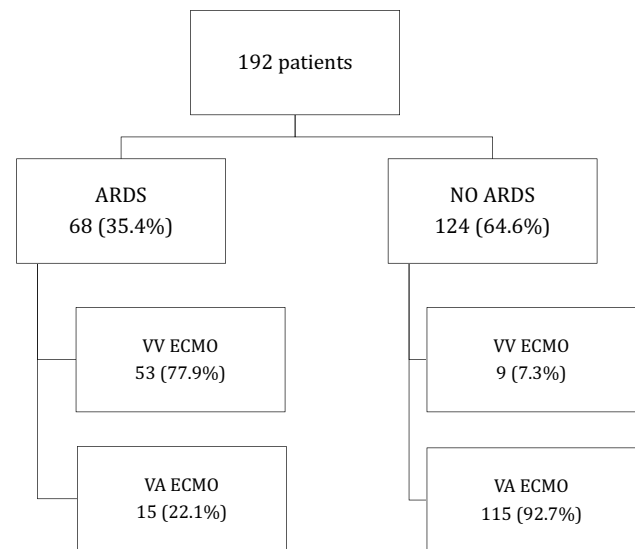 192 patients
ARDS
68 (35.4%)
NO ARDS
124 (64.6%)
VV ECMO
53 (77.9%)
VV ECMO
9 (7.3%)
VA ECMO
15 (22.1%)
VA ECMO
115 (92.7%)